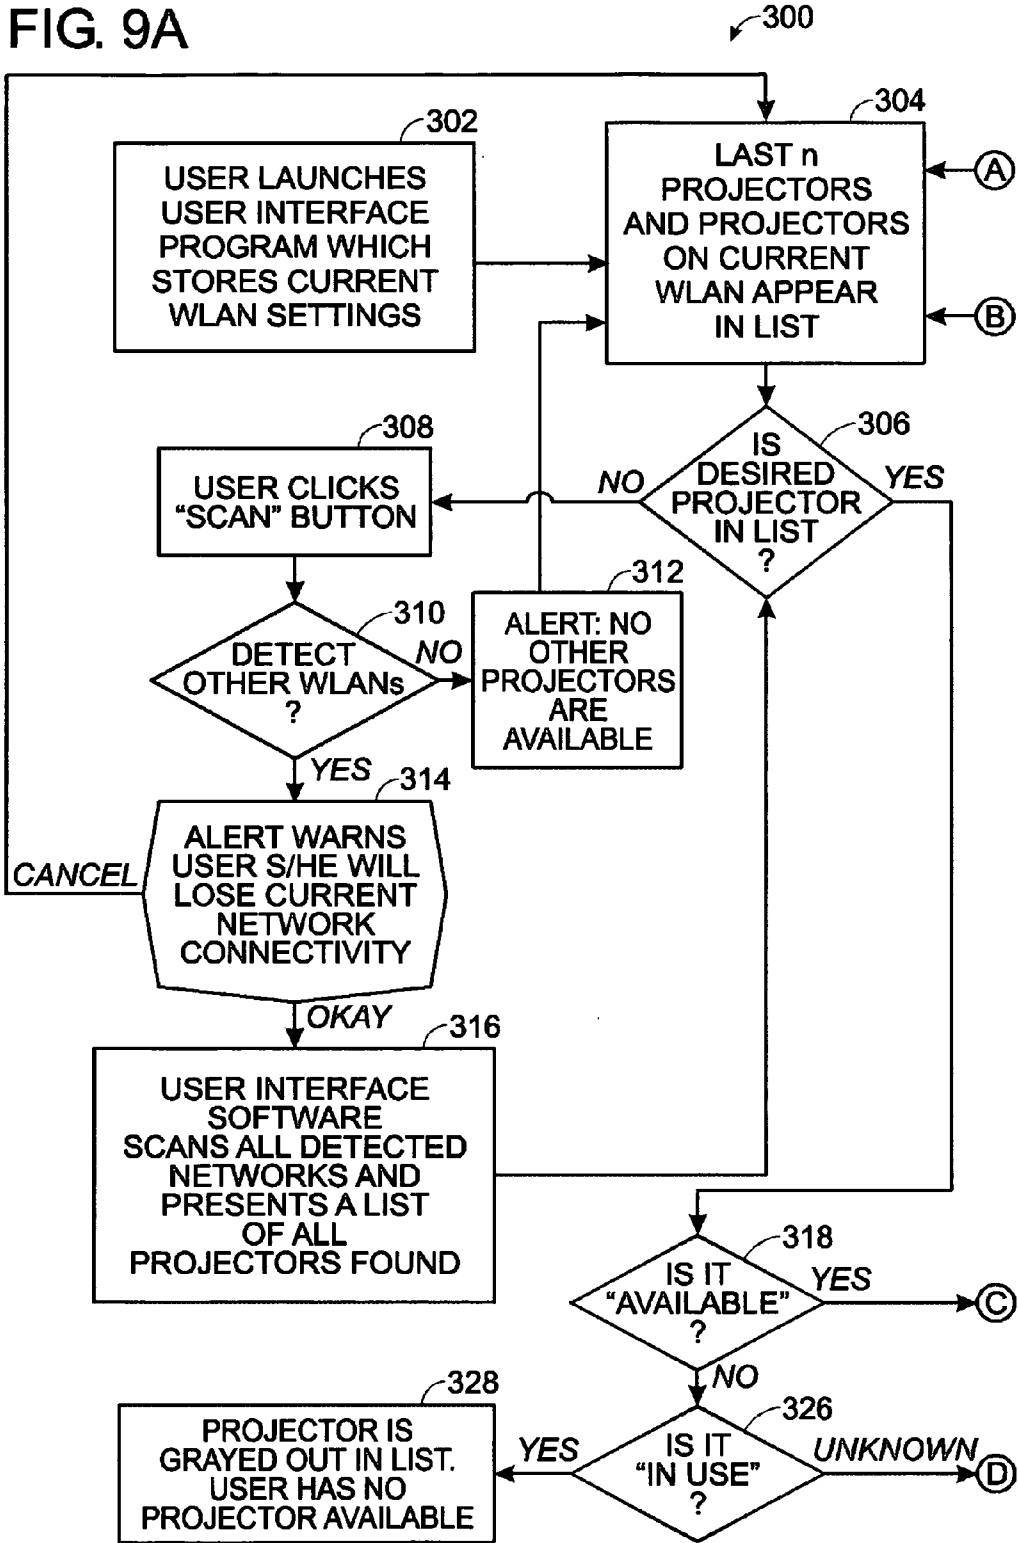 FIG. 9A
300
302
USER LAUNCHES
USER INTERFACE
PROGRAM WHICH
STORES CURRENT
WLAN SETTINGS
304
LAST n
PROJECTORS
AND PROJECTORS
ON CURRENT
WLAN APPEAR
IN LIST
A
B
306
IS
DESIRED
PROJECTOR
IN LIST
?
NO
YES
308
USER CLICKS
“SCAN” BUTTON
310
DETECT
OTHER WLANs
?
NO
YES
312
ALERT: NO
OTHER
PROJECTORS
ARE
AVAILABLE
314
ALERT WARNS
USER S/HE WILL
LOSE CURRENT
NETWORK
CONNECTIVITY
CANCEL
OKAY
316
USER INTERFACE
SOFTWARE
SCANS ALL DETECTED
NETWORKS AND
PRESENTS A LIST
OF ALL
PROJECTORS FOUND
318
IS IT
“AVAILABLE”
?
YES
C
NO
326
IS IT
“IN USE”
?
YES
UNKNOWN
D
328
PROJECTOR IS
GRAYED OUT IN LIST.
USER HAS NO
PROJECTOR AVAILABLE